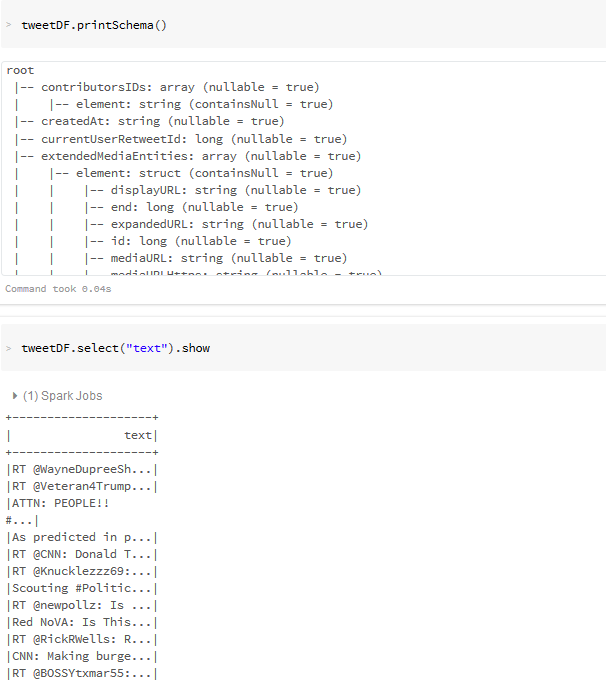 > tweetDF.printSchema()
root
|-- contributorsIDs: array (nullable = true)
| |-- element: string (containsNull = true)
|-- createdAt: string (nullable = true)
|-- currentUserRetweetId: long (nullable = true)
|-- extendedMediaEntities: array (nullable = true)
| |-- element: struct (containsNull = true)
| | |-- displayURL: string (nullable = true)
| | |-- end: long (nullable = true)
| | |-- expandedURL: string (nullable = true)
| | |-- id: long (nullable = true)
| | |-- mediaURL: string (nullable = true)
| | |-- mediaURLHttps: string (nullable = true)
Command took 0.04s
> tweetDF.select("text").show
(1) Spark Jobs
+--------------------+
| text|
+--------------------+
|RT @WayneDupreeSh...|
|RT @Veteran4Trump...|
|ATTN: PEOPLE!!
#...|
|As predicted in p...|
|RT @CNN: Donald T...|
|RT @Knucklezzz69:...|
|Scouting #Politic...|
|RT @newpollz: Is ...|
|Red NoVA: Is This...|
|RT @RickRWells: R...|
|CNN: Making burge...|
|RT @BOSSYtxmar55:...|